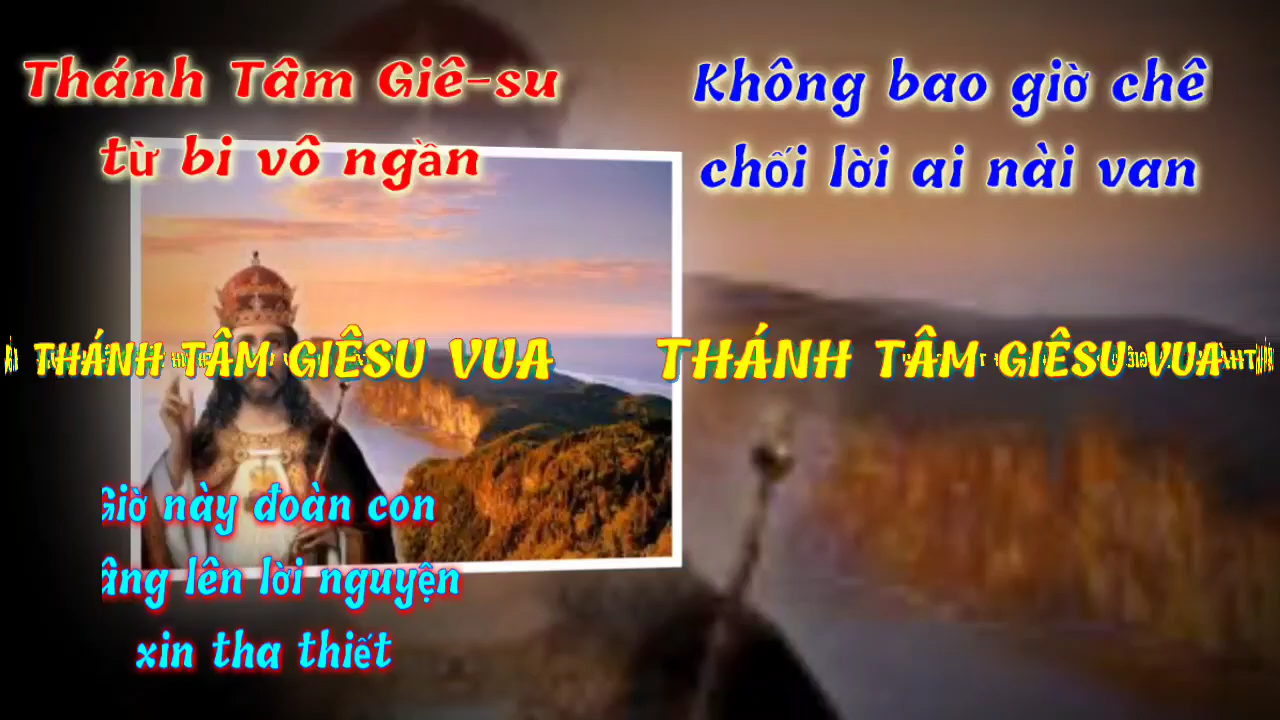 Thánh Tâm Giê-su
từ bi vô ngần
Không bao giờ chê
chối lời ai nài van
THÁNH TÂM GIÊSU VUA
THÁNH TÂM GIÊSU VUA
Giờ này đoàn con
lên lời nguyện
xin tha thiết